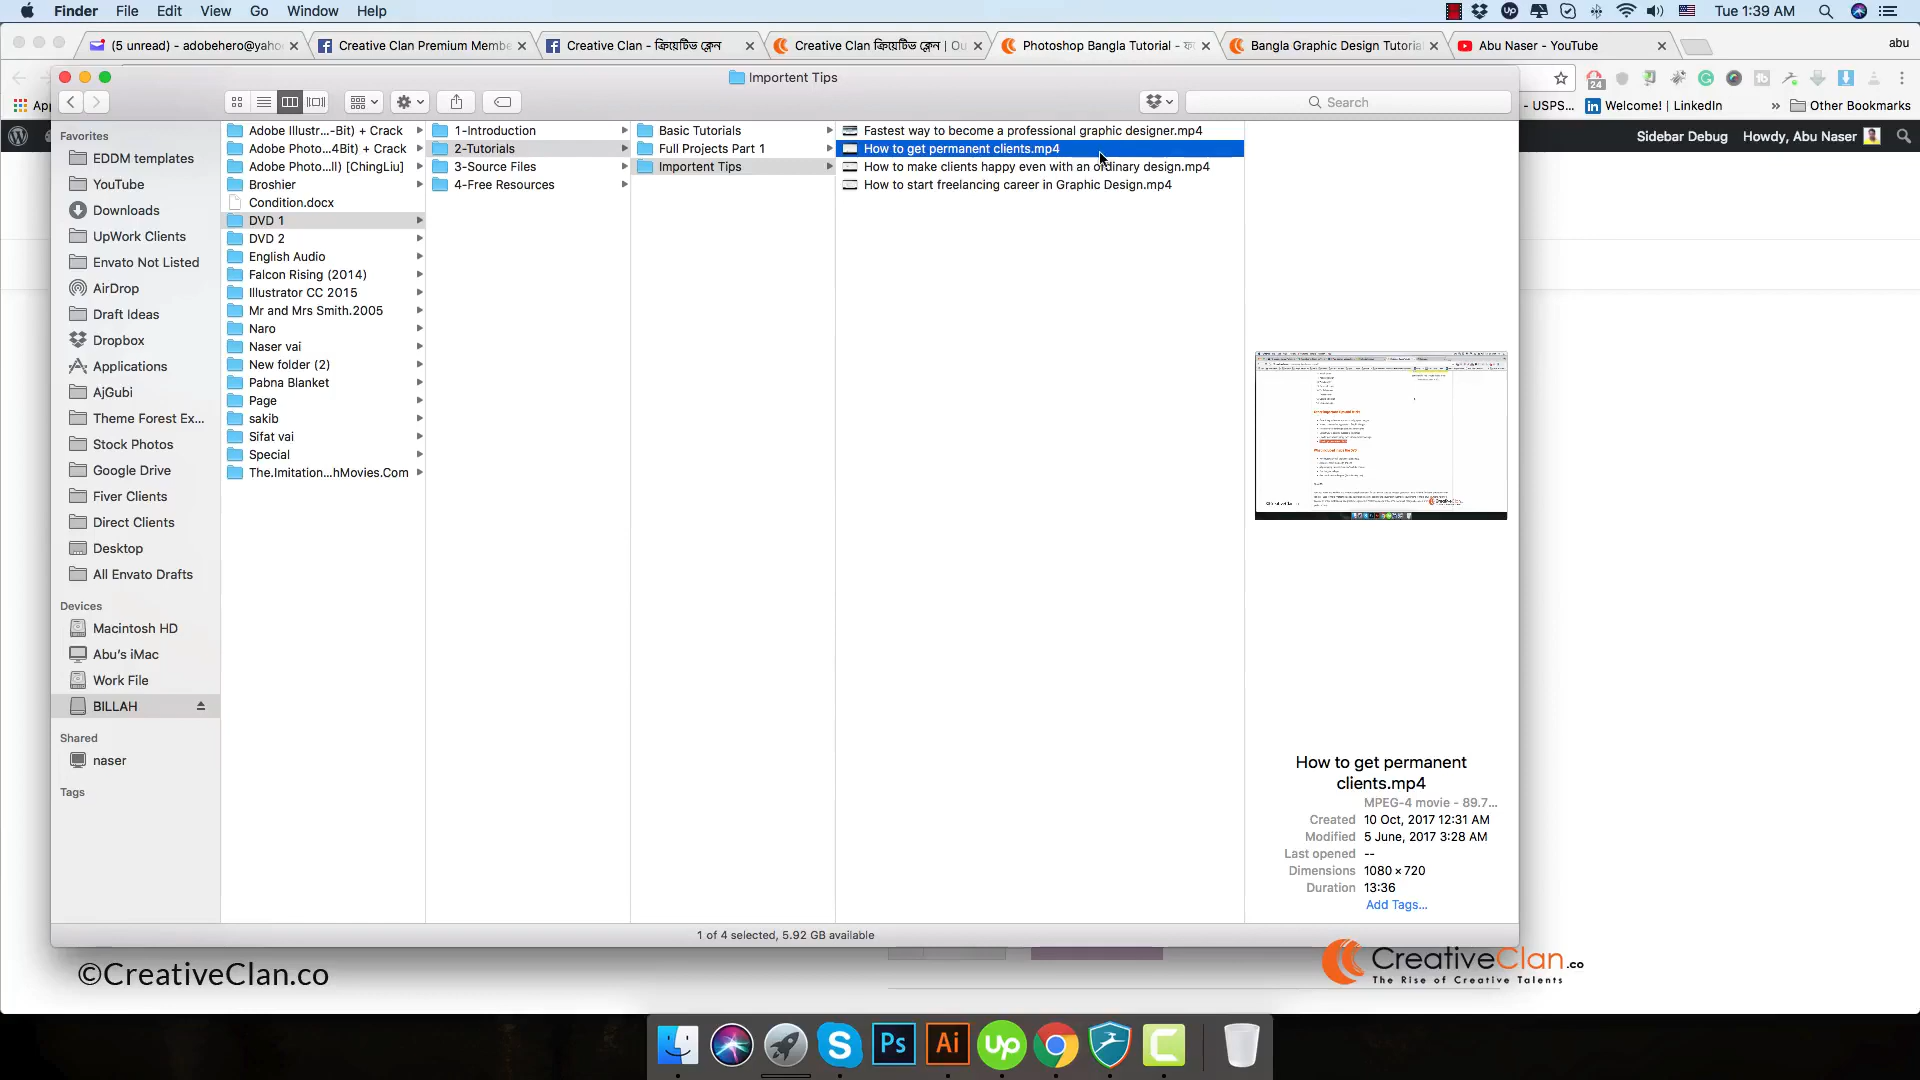 Finder File Edit View Go Window Help Tue 1:39 AM
(5 unread) - adobehero@yaho
Creative Clan Premium Membe
Creative Clan - ক্রিয়েটিভ ক্লেন
Creative Clan ক্রিয়েটিভ ক্লেন | Ou
Photoshop Bangla Tutorial -
Bangla Graphic Design Tutoria
Abu Naser - YouTube
abu
Importent Tips
24
App
Search
- USPS...
Welcome! | LinkedIn
»
Other Bookmarks
Sidebar Debug Howdy, Abu Naser
Favorites
EDDM templates
YouTube
Downloads
UpWork Clients
Envato Not Listed
AirDrop
Draft Ideas
Dropbox
Applications
AjGubi
Theme Forest Ex...
Stock Photos
Google Drive
Fiver Clients
Direct Clients
Desktop
All Envato Drafts
Devices
Macintosh HD
Abu's iMac
Work File
BILLAH
Shared
naser
Tags
Adobe Illustr...-Bit) + Crack
Adobe Photo...4Bit) + Crack
Adobe Photo...ll) [ChingLiu]
Broshier
Condition.docx
DVD 1
DVD 2
English Audio
Falcon Rising (2014)
Illustrator CC 2015
Mr and Mrs Smith.2005
Naro
Naser vai
New folder (2)
Pabna Blanket
Page
sakib
Sifat vai
Special
The.Imitation...hMovies.Com
1-Introduction
2-Tutorials
3-Source Files
4-Free Resources
Basic Tutorials
Full Projects Part 1
Importent Tips
Fastest way to become a professional graphic designer.mp4
How to get permanent clients.mp4
How to make clients happy even with an ordinary design.mp4
How to start freelancing career in Graphic Design.mp4
How to get permanent
clients.mp4
MPEG-4 movie - 89.7...
Created 10 Oct, 2017 12:31 AM
Modified 5 June, 2017 3:28 AM
Last opened --
Dimensions 1080 × 720
Duration 13:36
Add Tags...
1 of 4 selected, 5.92 GB available
©CreativeClan.co
CreativeClan.co
The Rise of Creative Talents
S
Ps
Ai
Up
C